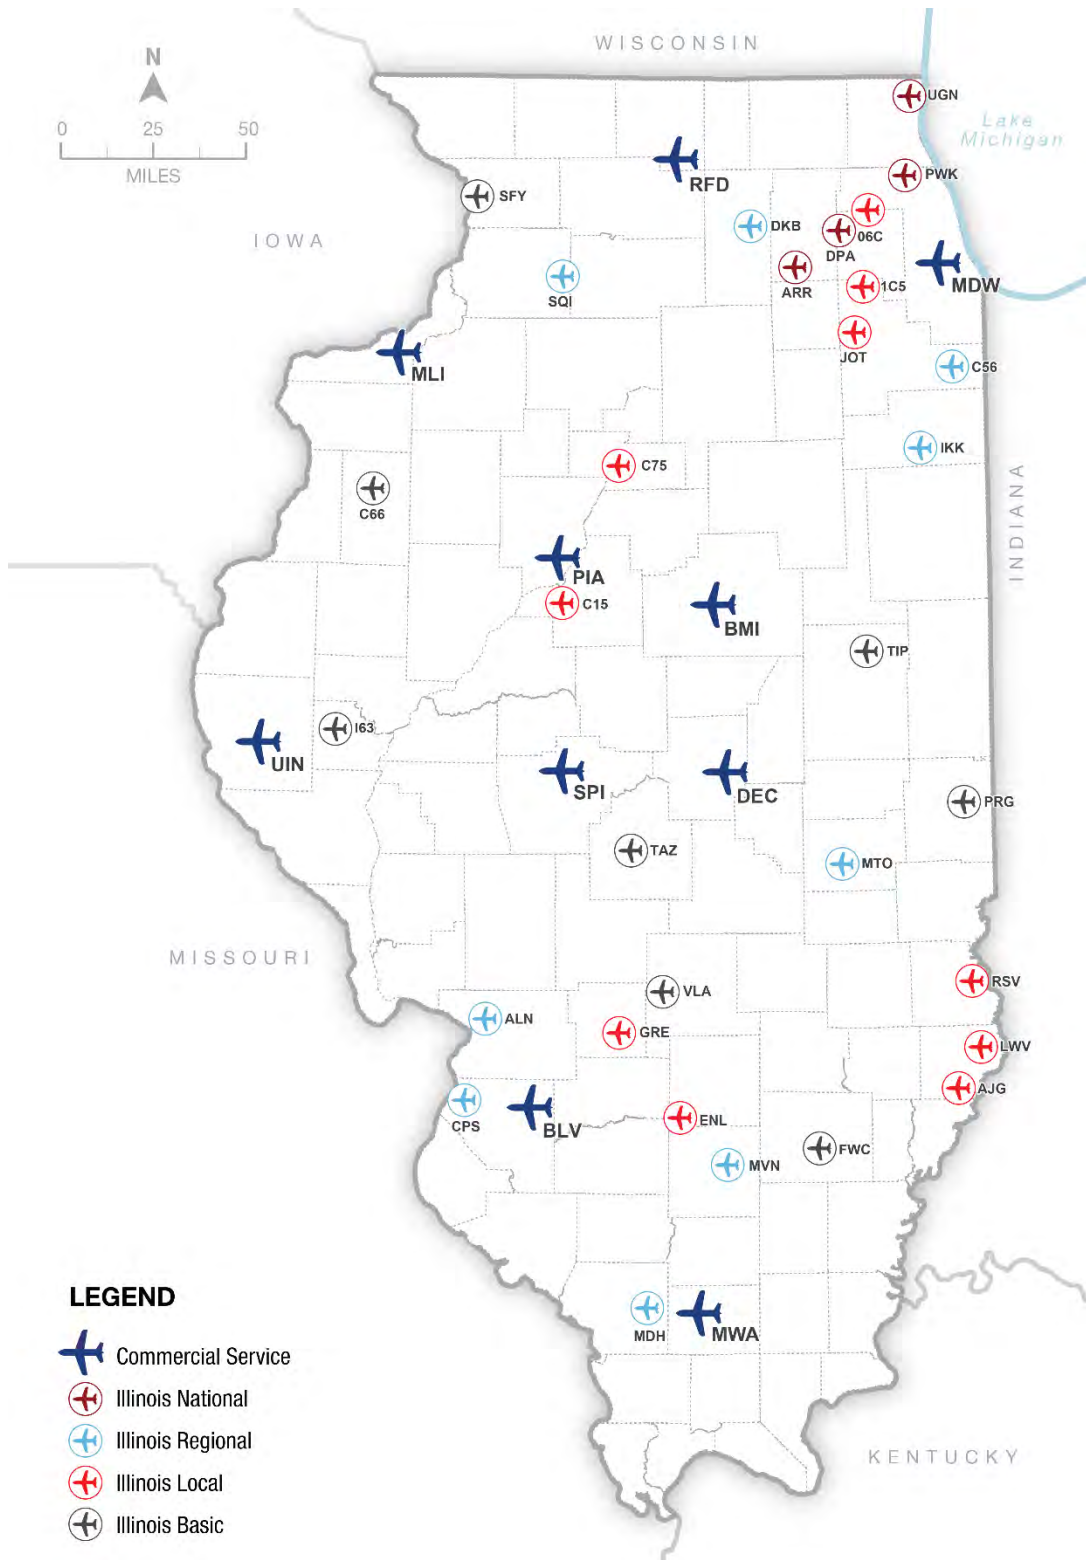 WISCONSIN
N
0 25 50
MILES
Lake
Michigan
UGN
PWK
RFD
SFY
IOWA
DKB
06C
DPA
ARR
MDW
1C5
SQI
JOT
MLI
C56
IKK
C75
C66
INDIANA
PIA
C15
BMI
TIP
I63
UIN
SPI
DEC
PRG
TAZ
MTO
MISSOURI
RSV
VLA
ALN
GRE
LWV
AJG
CPS
BLV
ENL
FWC
MVN
MDH
MWA
KENTUCKY
LEGEND
Commercial Service
Illinois National
Illinois Regional
Illinois Local
Illinois Basic